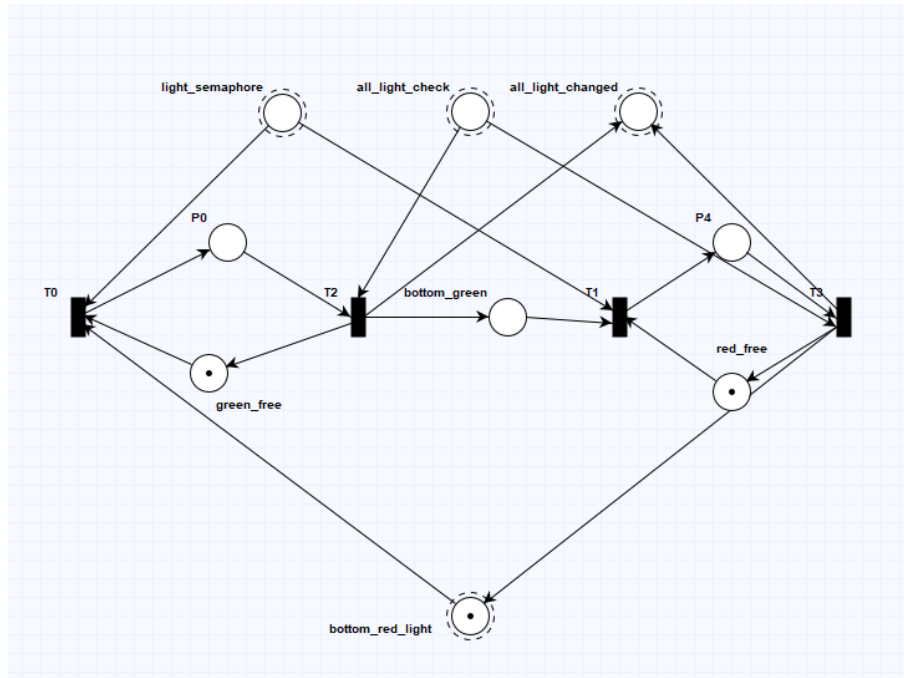 light_semaphore
all_light_check
all_light_changed
P0
P4
T0
T2
bottom_green
T1
T3
red_free
green_free
bottom_red_light